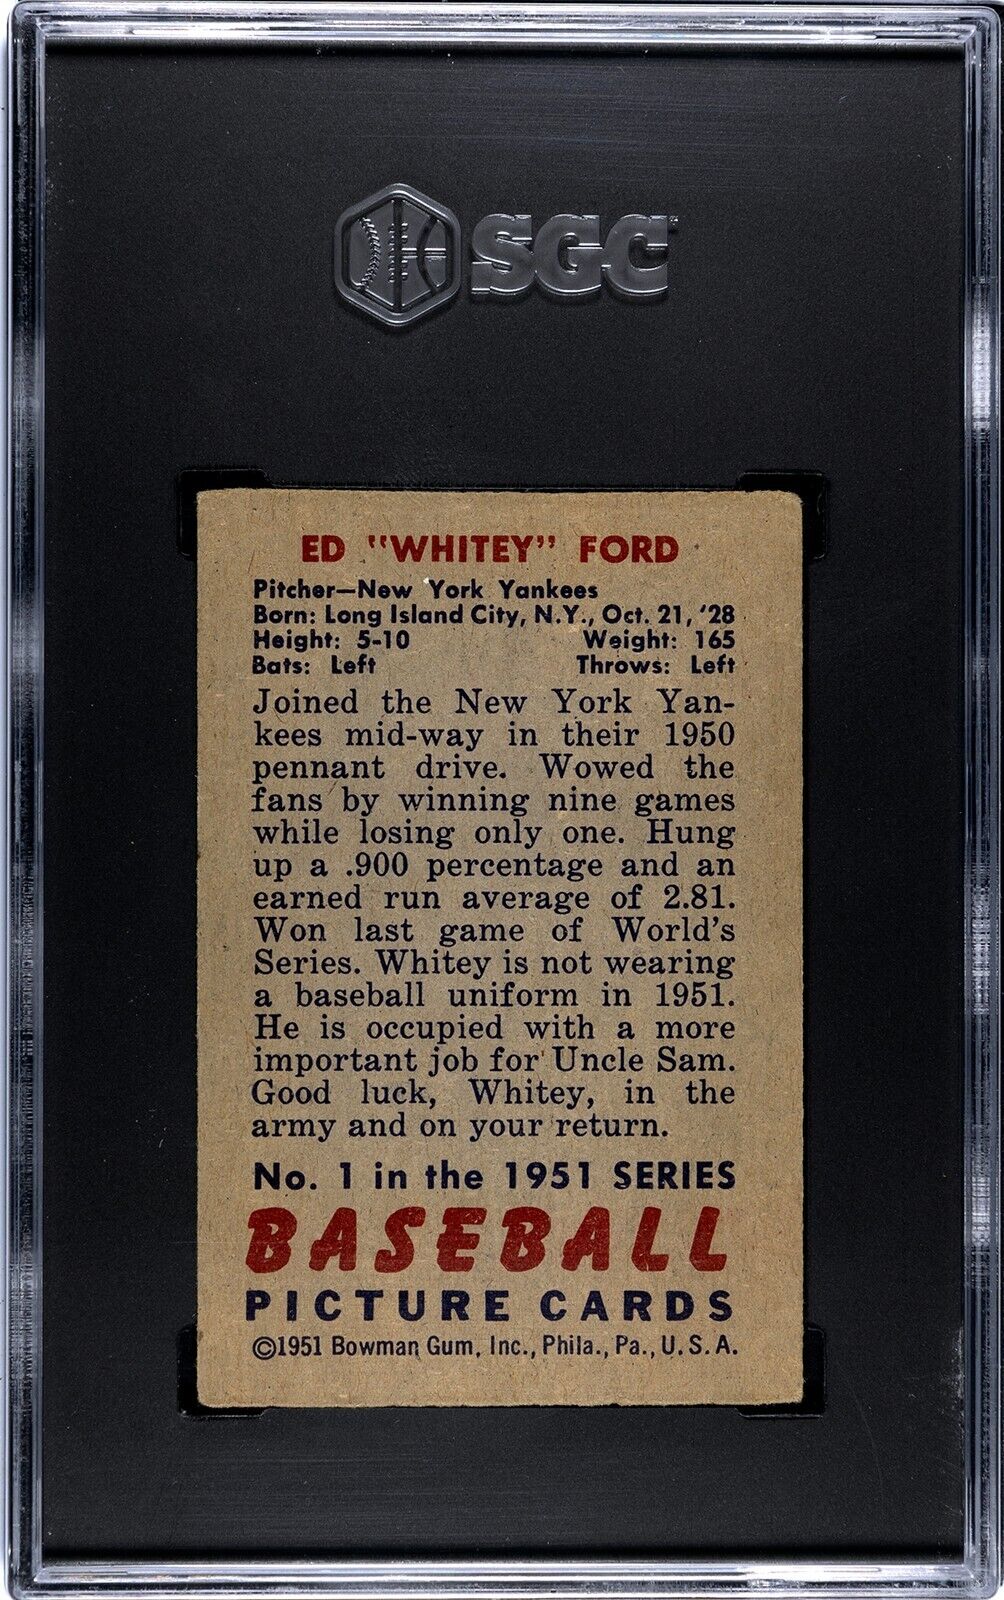 SGC
ED "WHITEY" FORD
Pitcher—New York Yankees
Born: Long Island City, N.Y., Oct. 21, '28
Height: 5-10 Weight: 165
Bats: Left Throws: Left
Joined the New York Yan-
kees mid-way in their 1950
pennant drive. Wowed the
fans by winning nine games
while losing only one. Hung
up a .900 percentage and an
earned run average of 2.81.
Won last game of World's
Series. Whitey is not wearing
a baseball uniform in 1951.
He is occupied with a more
important job for Uncle Sam.
Good luck, Whitey, in the
army and on your return.
No. 1 in the 1951 SERIES
BASEBALL
PICTURE CARDS
©1951 Bowman Gum, Inc., Phila., Pa., U.S.A.